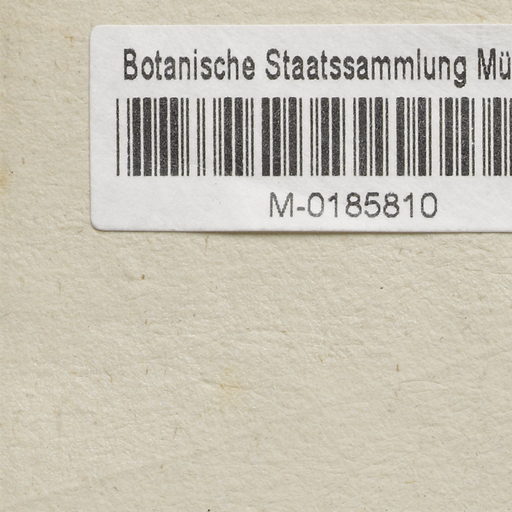 Botanische Staatssammlung Mü
M-0185810